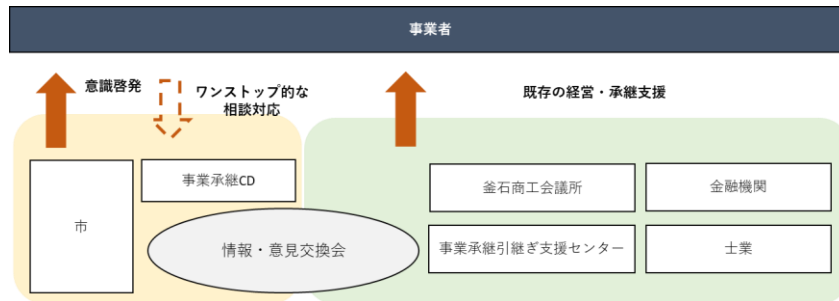 事業者
意識啓発
ワンストップ的な
相談対応
既存の経営・承継支援
市
事業承継CD
情報・意見交換会
釜石商工会議所
金融機関
事業承継引継ぎ支援センター
士業